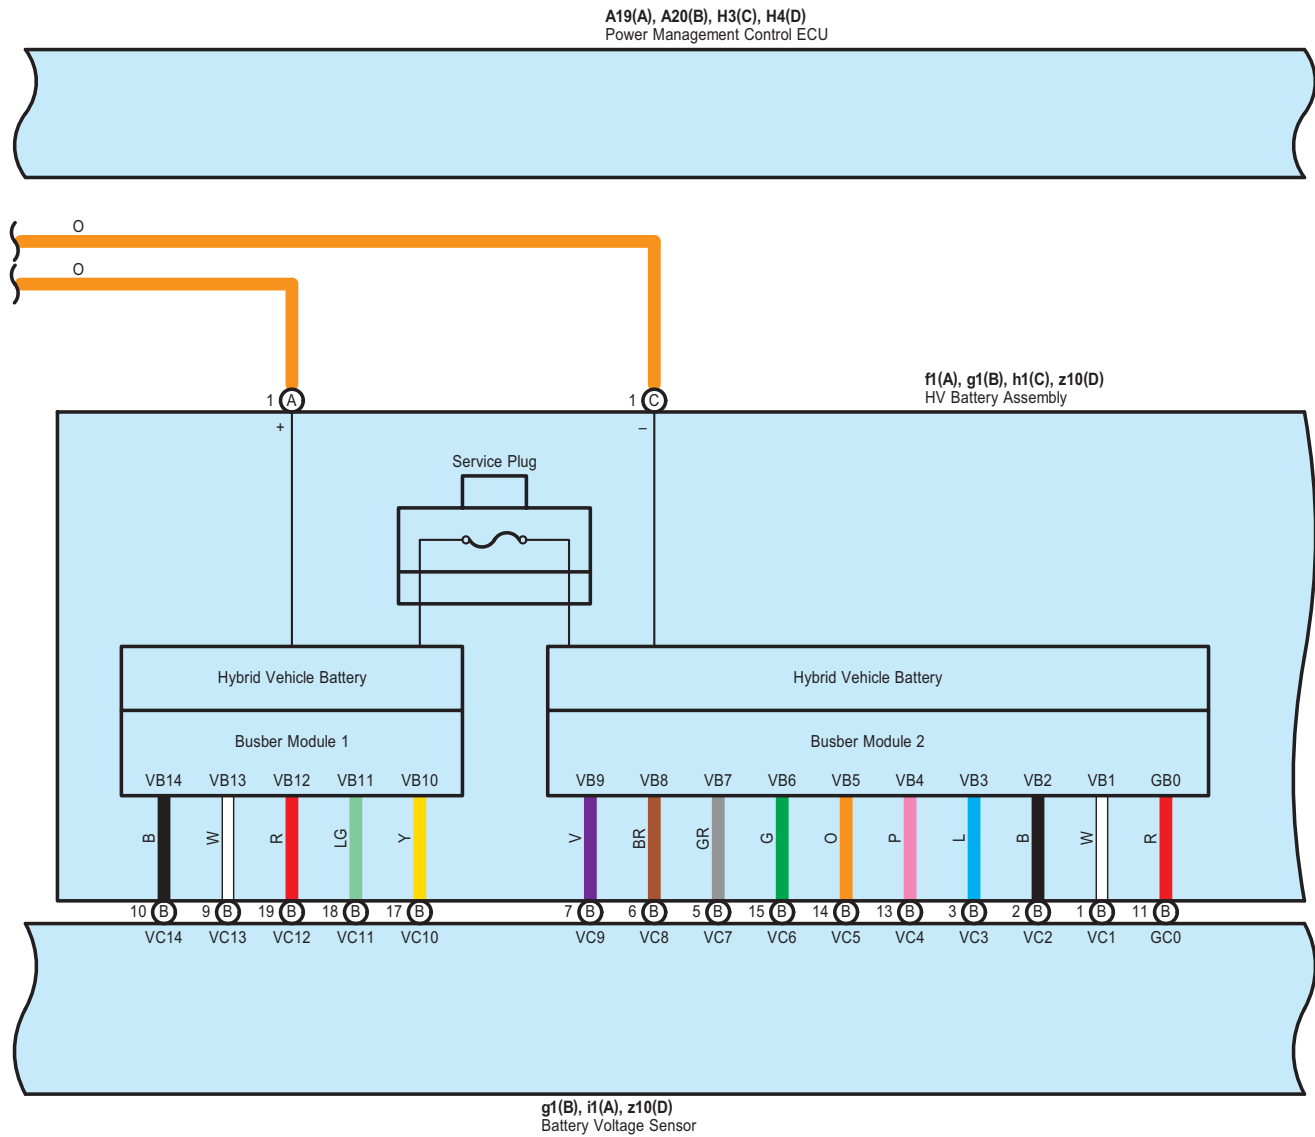 A19(A), A20(B), H3(C), H4(D)
Power Management Control ECU
O
O
f1(A), g1(B), h1(C), z10(D)
HV Battery Assembly
1 A
1 C
+
–
Service Plug
Hybrid Vehicle Battery
Hybrid Vehicle Battery
Busber Module 1
Busber Module 2
VB14 VB13 VB12 VB11 VB10 VB9 VB8 VB7 VB6 VB5 VB4 VB3 VB2 VB1 GB0
B W R LG Y V BR GR G O P L B W R
10 B 9 B 19 B 18 B 17 B 7 B 6 B 5 B 15 B 14 B 13 B 3 B 2 B 1 B 11 B
VC14 VC13 VC12 VC11 VC10 VC9 VC8 VC7 VC6 VC5 VC4 VC3 VC2 VC1 GC0
g1(B), i1(A), z10(D)
Battery Voltage Sensor